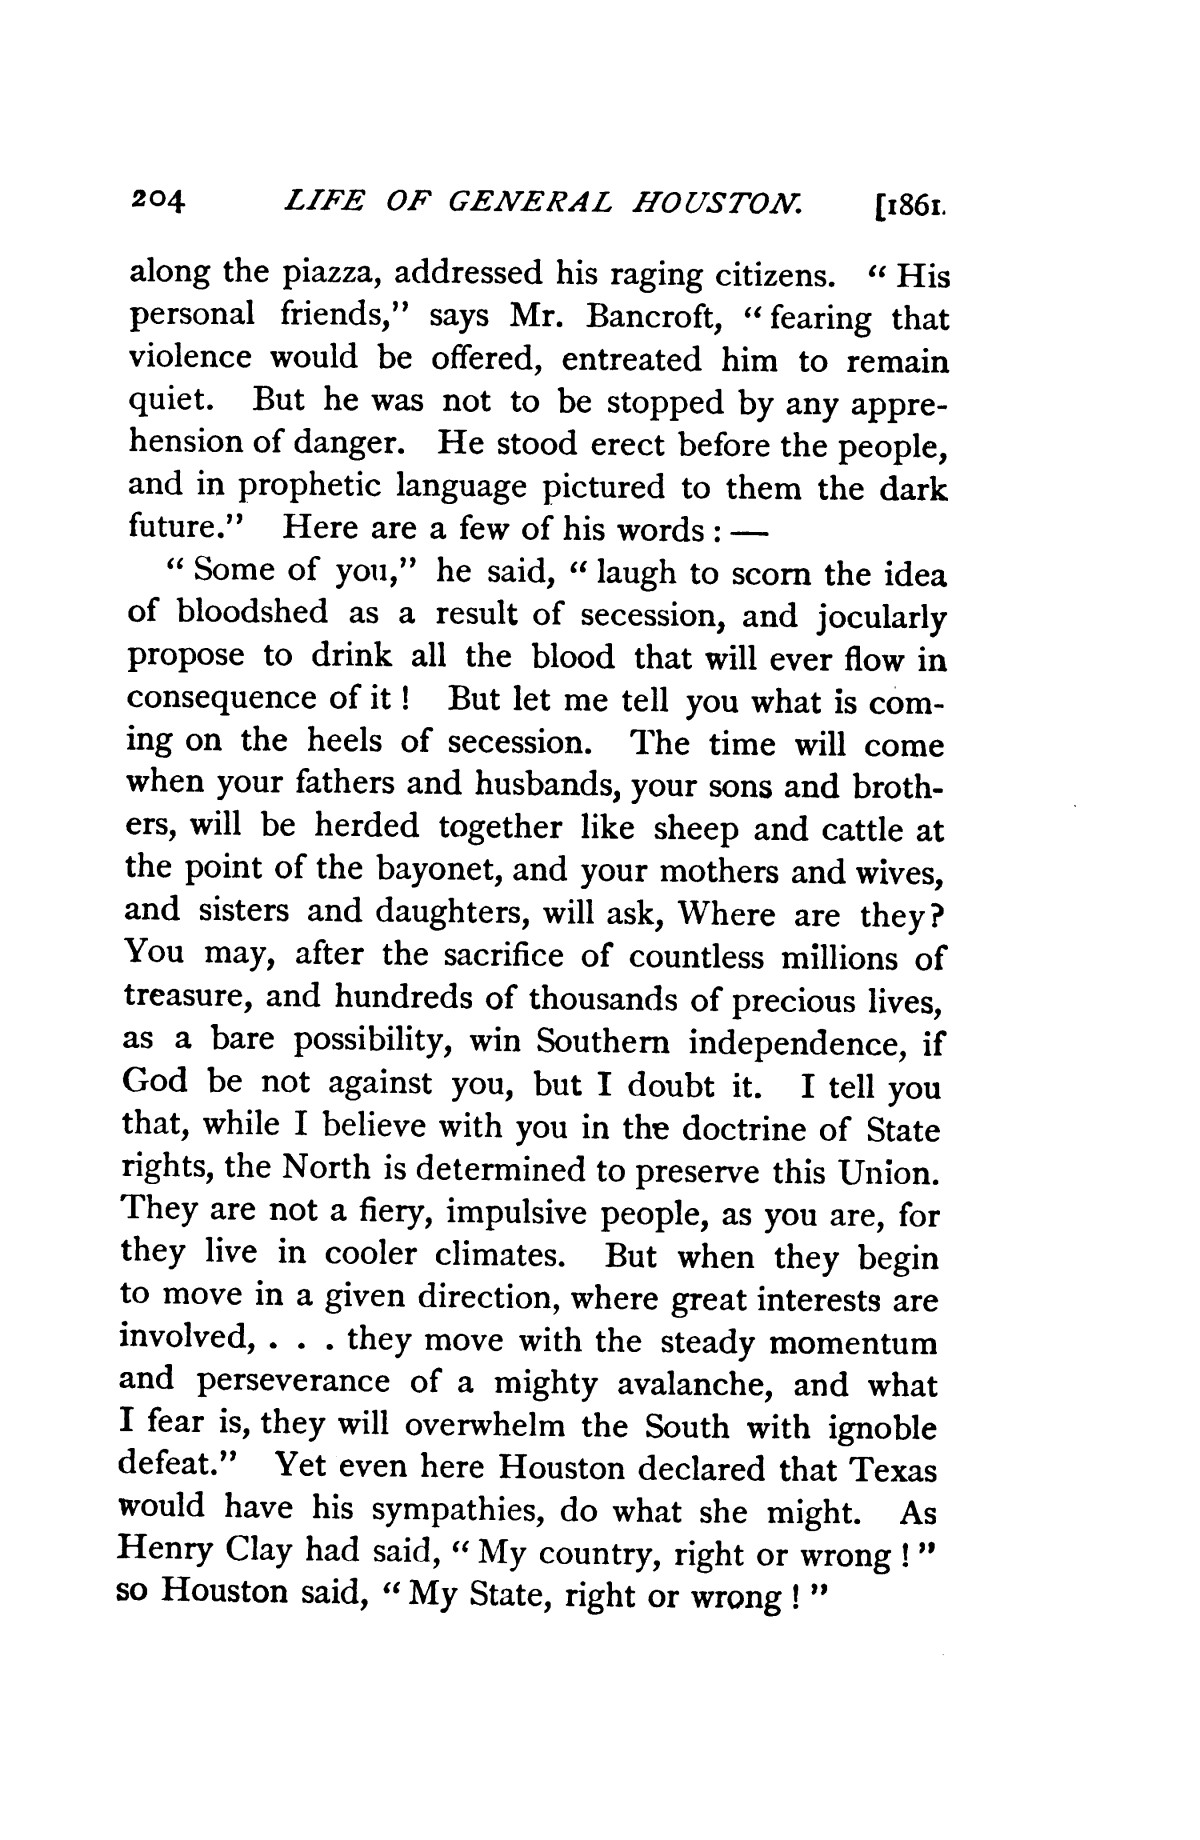 204 LIFE OF GENERAL HOUSTON. [1861.
along the piazza, addressed his raging citizens. “ His
personal friends,” says Mr. Bancroft, “ fearing that
violence would be offered, entreated him to remain
quiet. But he was not to be stopped by any appre-
hension of danger. He stood erect before the people,
and in prophetic language pictured to them the dark
future.” Here are a few of his words : —
“ Some of you,” he said, “ laugh to scorn the idea
of bloodshed as a result of secession, and jocularly
propose to drink all the blood that will ever flow in
consequence of it ! But let me tell you what is com-
ing on the heels of secession. The time will come
when your fathers and husbands, your sons and broth-
ers, will be herded together like sheep and cattle at
the point of the bayonet, and your mothers and wives,
and sisters and daughters, will ask, Where are they?
You may, after the sacrifice of countless millions of
treasure, and hundreds of thousands of precious lives,
as a bare possibility, win Southern independence, if
God be not against you, but I doubt it. I tell you
that, while I believe with you in the doctrine of State
rights, the North is determined to preserve this Union.
They are not a fiery, impulsive people, as you are, for
they live in cooler climates. But when they begin
to move in a given direction, where great interests are
involved, . . . they move with the steady momentum
and perseverance of a mighty avalanche, and what
I fear is, they will overwhelm the South with ignoble
defeat.” Yet even here Houston declared that Texas
would have his sympathies, do what she might. As
Henry Clay had said, “ My country, right or wrong ! ”
so Houston said, “ My State, right or wrong ! ”